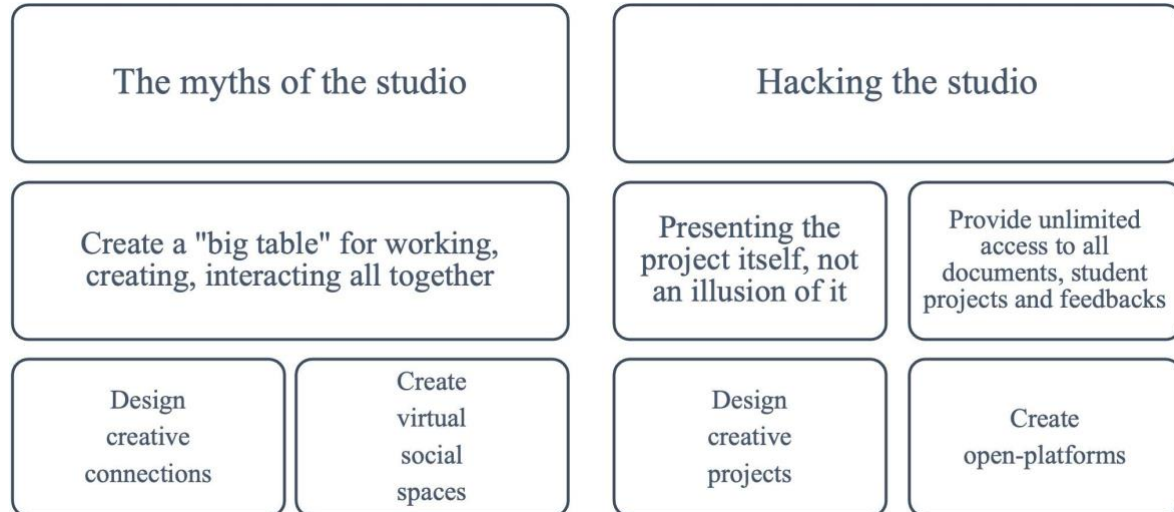 The myths of the studio
Hacking the studio
Create a "big table" for working,
creating, interacting all together
Presenting the
project itself, not
an illusion of it
Provide unlimited
access to all
documents, student
projects and feedbacks
Design
creative
connections
Create
virtual
social
spaces
Design
creative
projects
Create
open-platforms